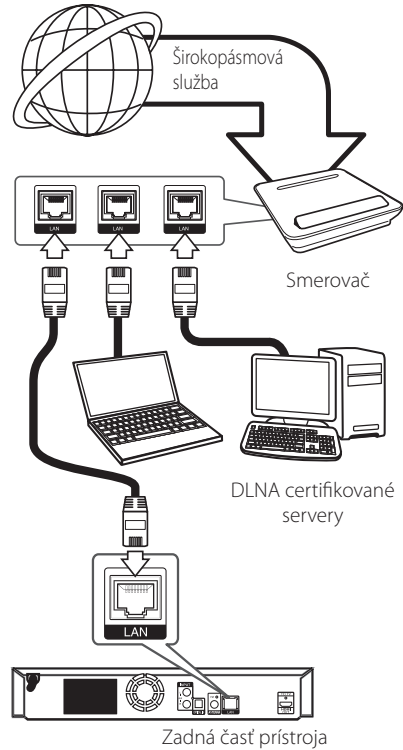 Širokopásmová
služba
LAN
LAN
LAN
Smerovač
DLNA certifikované
servery
LAN
Zadná časť prístroja